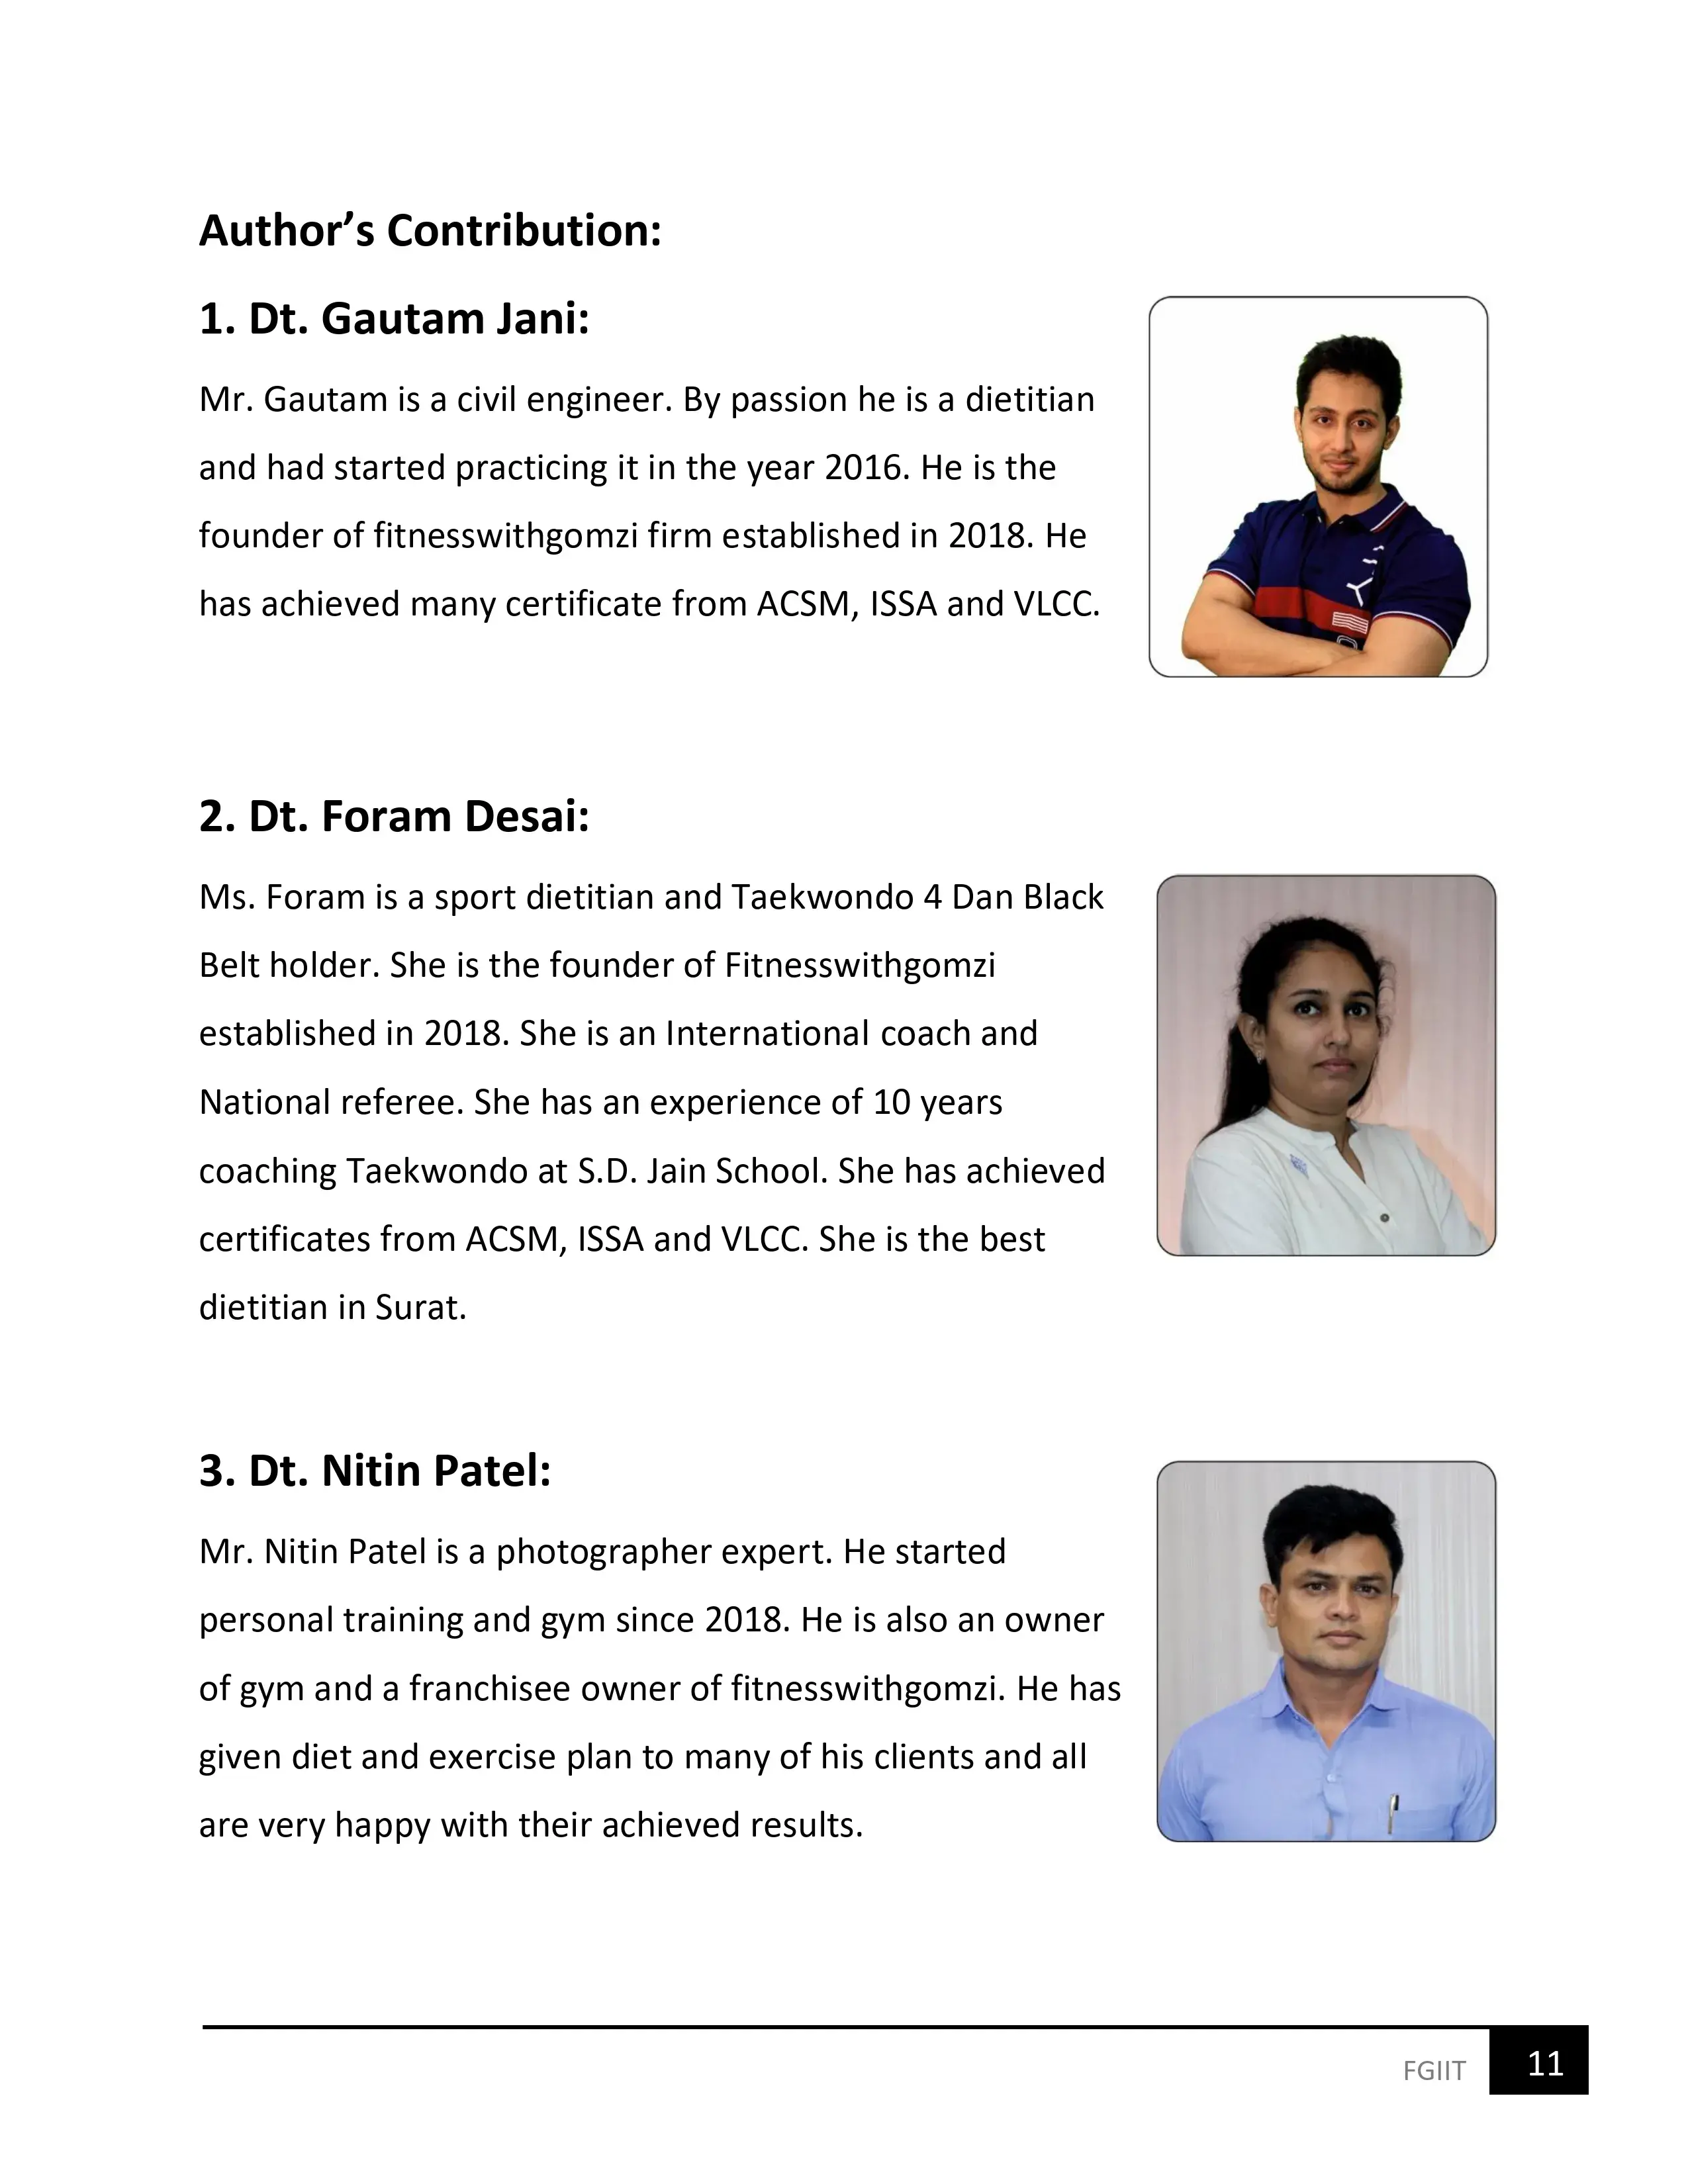 Author’s Contribution:
1. Dt. Gautam Jani:
Mr. Gautam is a civil engineer. By passion he is a dietitian
and had started practicing it in the year 2016. He is the
founder of fitnesswithgomzi firm established in 2018. He
has achieved many certificate from ACSM, ISSA and VLCC.
2. Dt. Foram Desai:
Ms. Foram is a sport dietitian and Taekwondo 4 Dan Black
Belt holder. She is the founder of Fitnesswithgomzi
established in 2018. She is an International coach and
National referee. She has an experience of 10 years
coaching Taekwondo at S.D. Jain School. She has achieved
certificates from ACSM, ISSA and VLCC. She is the best
dietitian in Surat.
3. Dt. Nitin Patel:
Mr. Nitin Patel is a photographer expert. He started
personal training and gym since 2018. He is also an owner
of gym and a franchisee owner of fitnesswithgomzi. He has
given diet and exercise plan to many of his clients and all
are very happy with their achieved results.
FGIIT 11